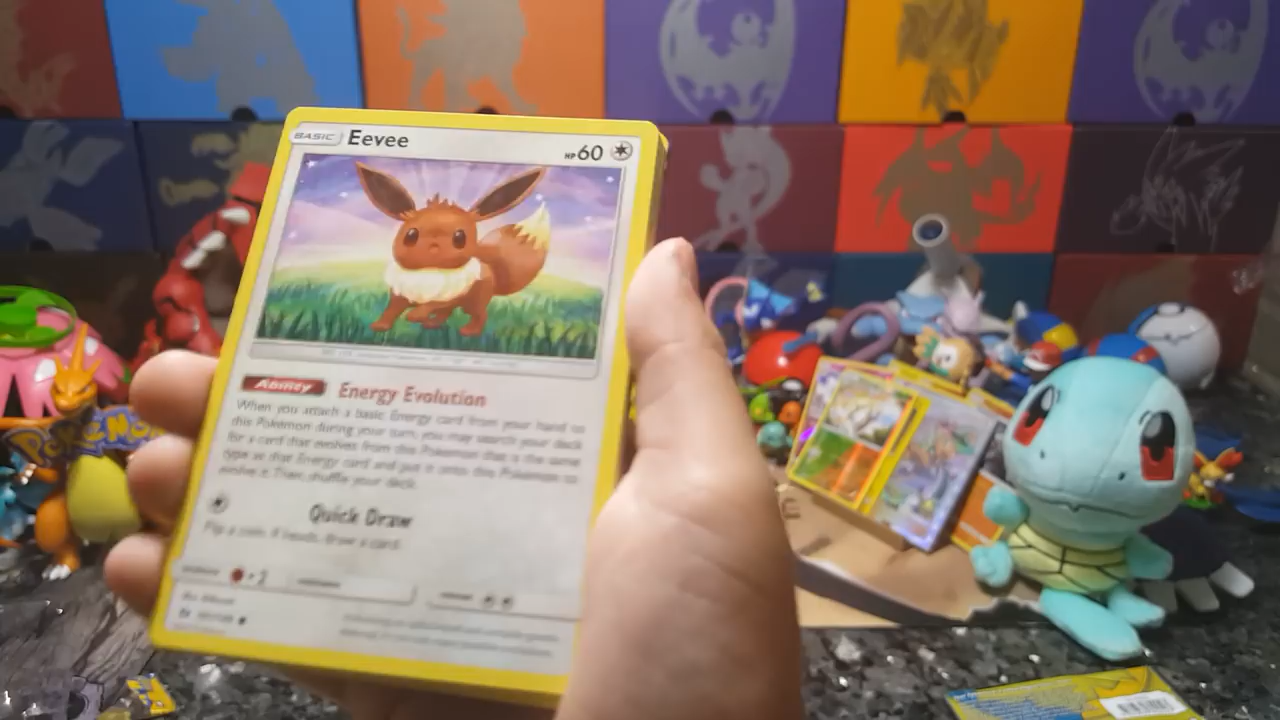 BASIC Eevee HP60
Ability Energy Evolution
When you attach a basic Energy card from your hand to
this Pokémon during your turn, you may search your deck
for a card that evolves from this Pokémon that is the same
type as that Energy card and put it onto this Pokémon to
evolve it. Then, shuffle your deck.
Quick Draw
Flip a coin. If heads, draw a card.
×2
POKÉMON